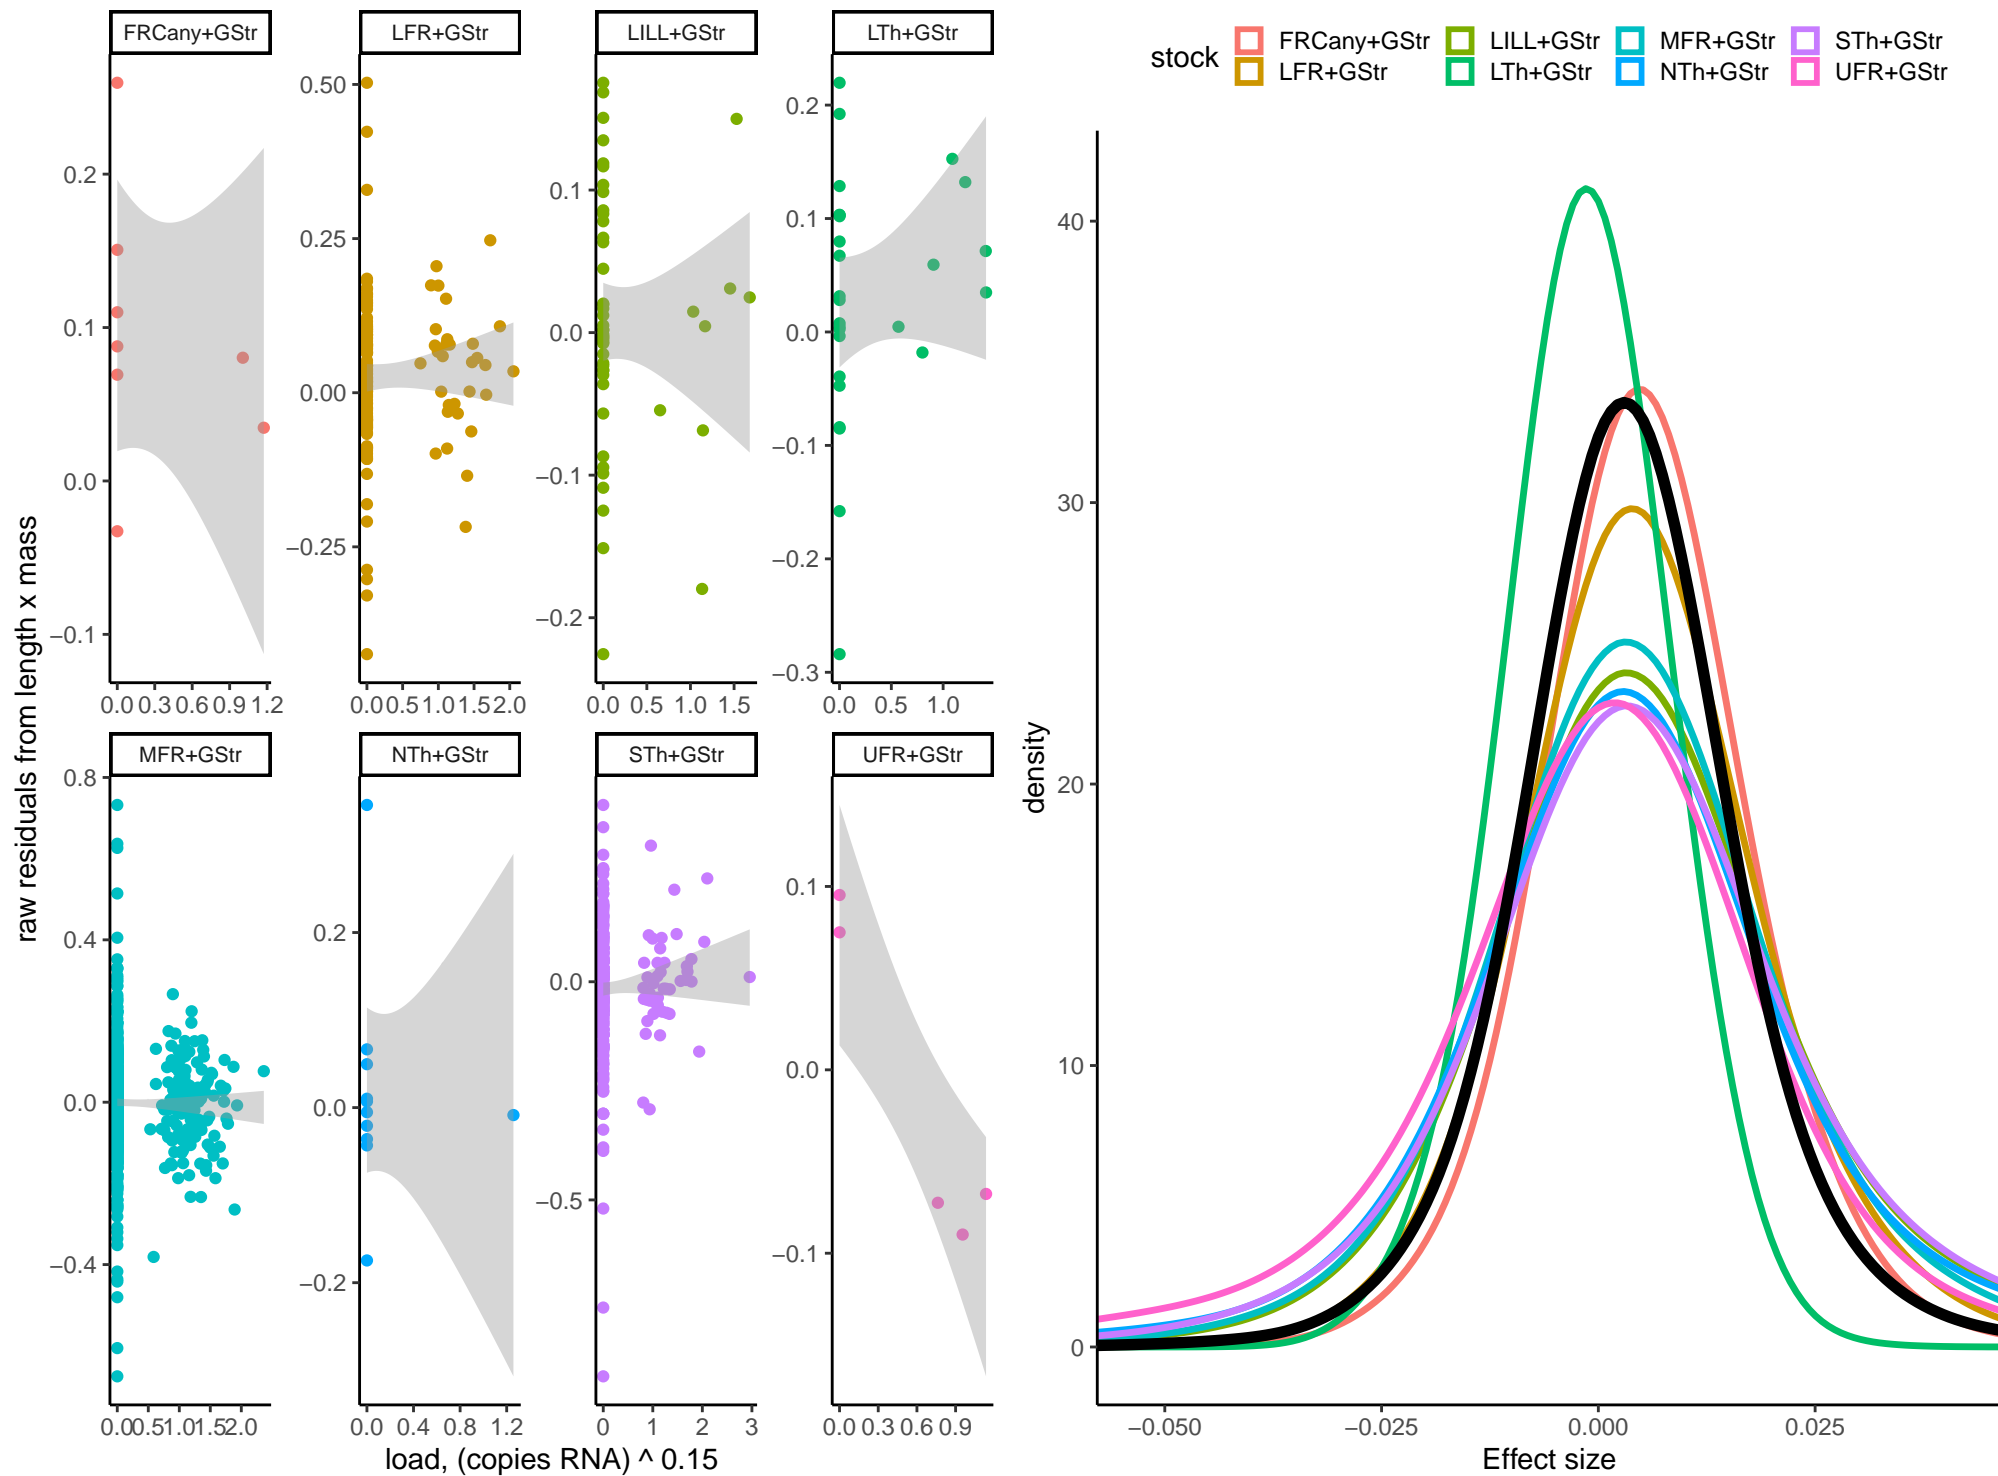 FRCany+GStr LFR+GStr LILL+GStr LTh+GStr
0.2 0.1 0.0 −0.1
0.50 0.25 0.00 −0.25
0.1 0.0 −0.1 −0.2
0.2 0.1 0.0 −0.1 −0.2 −0.3
0.0 0.3 0.6 0.9 1.2
0.0 0.5 1.0 1.5 2.0
0.0 0.5 1.0 1.5
0.0 0.5 1.0
MFR+GStr NTh+GStr STh+GStr UFR+GStr
0.8 0.4 0.0 −0.4
0.2 0.0 −0.2
0.0 −0.5
0.1 0.0 −0.1
0.0 0.5 1.0 1.5 2.0
0.0 0.4 0.8 1.2
0 1 2 3
0.0 0.3 0.6 0.9
raw residuals from length x mass
load, (copies RNA) ^ 0.15
stock FRCany+GStr LILL+GStr MFR+GStr STh+GStr
LFR+GStr LTh+GStr NTh+GStr UFR+GStr
40
30
20
10
0
density
−0.050 −0.025 0.000 0.025
Effect size